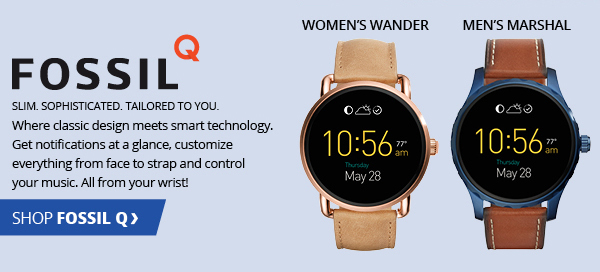 WOMEN'S WANDER
MEN'S MARSHAL
FOSSIL Q
SLIM. SOPHISTICATED. TAILORED TO YOU.
Where classic design meets smart technology.
Get notifications at a glance, customize
everything from face to strap and control
your music. All from your wrist!
SHOP FOSSIL Q ›
10:56 77° am
Thursday
May 28
10:56 77° am
Thursday
May 28